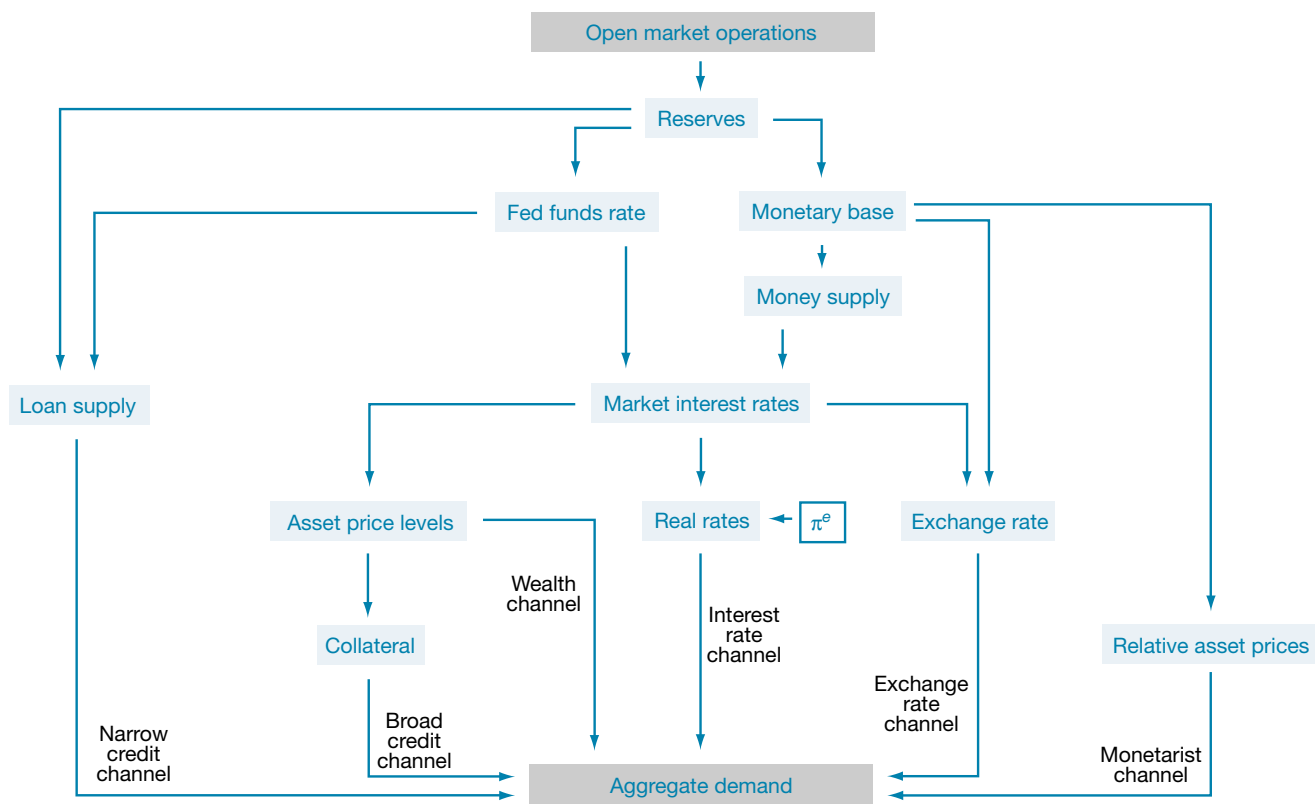 Open market operations
Reserves
Fed funds rate
Monetary base
Money supply
Loan supply
Market interest rates
Asset price levels
Real rates
πᵉ
Exchange rate
Wealth
channel
Interest
rate
channel
Collateral
Relative asset prices
Exchange
rate
channel
Broad
credit
channel
Narrow
credit
channel
Monetarist
channel
Aggregate demand